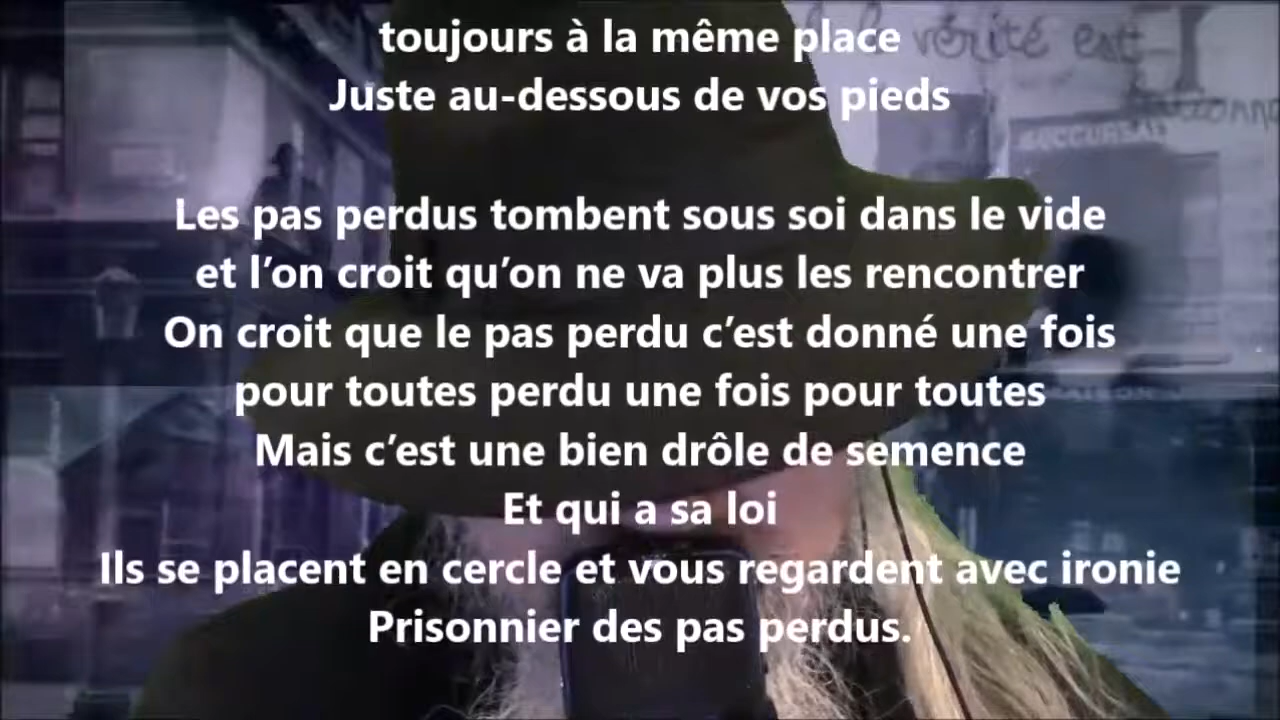 toujours à la même place
Juste au-dessous de vos pieds
Les pas perdus tombent sous soi dans le vide
et l’on croit qu’on ne va plus les rencontrer
On croit que le pas perdu c’est donné une fois
pour toutes perdu une fois pour toutes
Mais c’est une bien drôle de semence
Et qui a sa loi
Ils se placent en cercle et vous regardent avec ironie
Prisonnier des pas perdus.
vérité est
SUCCURSALE